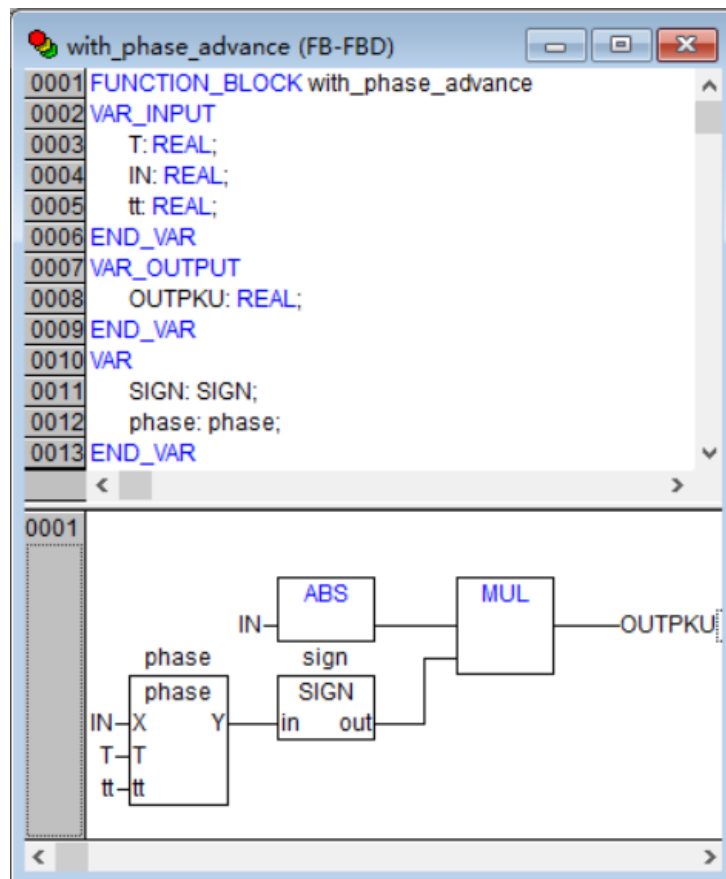 with_phase_advance (FB-FBD)
0001 FUNCTION_BLOCK with_phase_advance
0002 VAR_INPUT
0003 T: REAL;
0004 IN: REAL;
0005 tt: REAL;
0006 END_VAR
0007 VAR_OUTPUT
0008 OUTPKU: REAL;
0009 END_VAR
0010 VAR
0011 SIGN: SIGN;
0012 phase: phase;
0013 END_VAR
0001
ABS MUL
IN OUTPKU
phase sign
phase SIGN
IN X Y in out
T T
tt tt